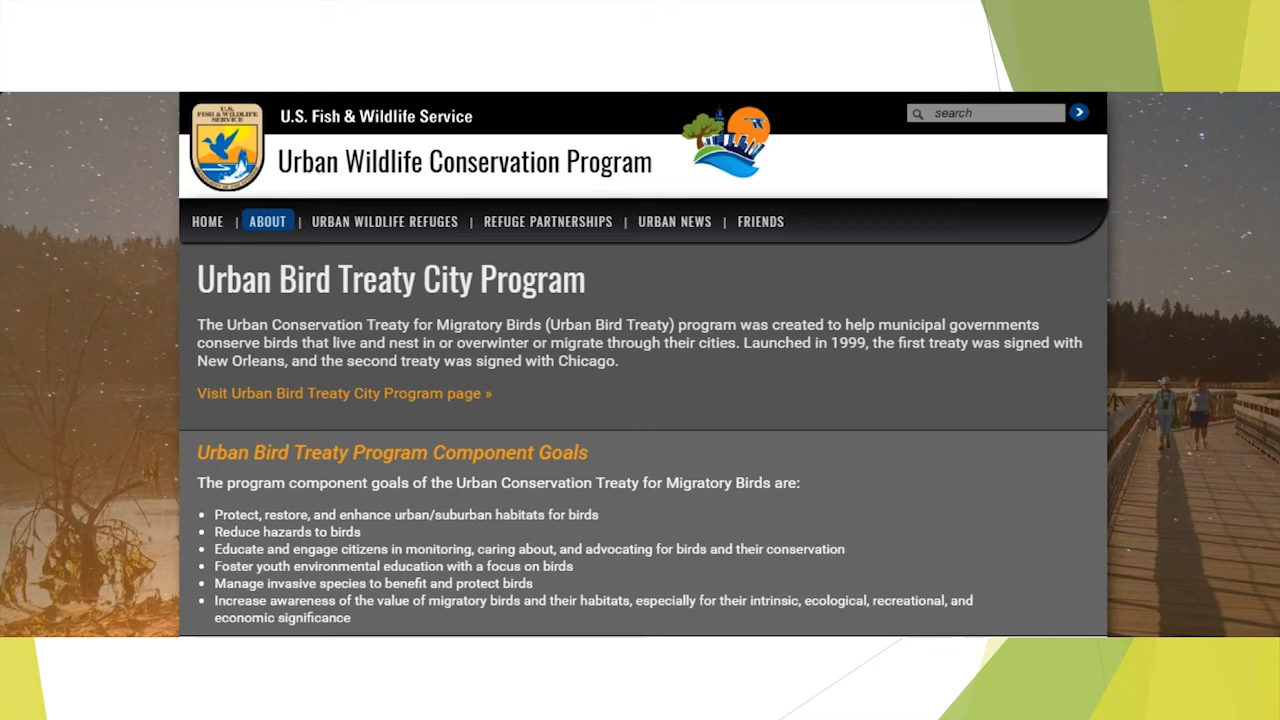 U.S.
FISH & WILDLIFE
SERVICE
U.S. Fish & Wildlife Service
search
Urban Wildlife Conservation Program
HOME | ABOUT | URBAN WILDLIFE REFUGES | REFUGE PARTNERSHIPS | URBAN NEWS | FRIENDS
Urban Bird Treaty City Program
The Urban Conservation Treaty for Migratory Birds (Urban Bird Treaty) program was created to help municipal governments
conserve birds that live and nest in or overwinter or migrate through their cities. Launched in 1999, the first treaty was signed with
New Orleans, and the second treaty was signed with Chicago.
Visit Urban Bird Treaty City Program page »
Urban Bird Treaty Program Component Goals
The program component goals of the Urban Conservation Treaty for Migratory Birds are:
• Protect, restore, and enhance urban/suburban habitats for birds
• Reduce hazards to birds
• Educate and engage citizens in monitoring, caring about, and advocating for birds and their conservation
• Foster youth environmental education with a focus on birds
• Manage invasive species to benefit and protect birds
• Increase awareness of the value of migratory birds and their habitats, especially for their intrinsic, ecological, recreational, and
economic significance